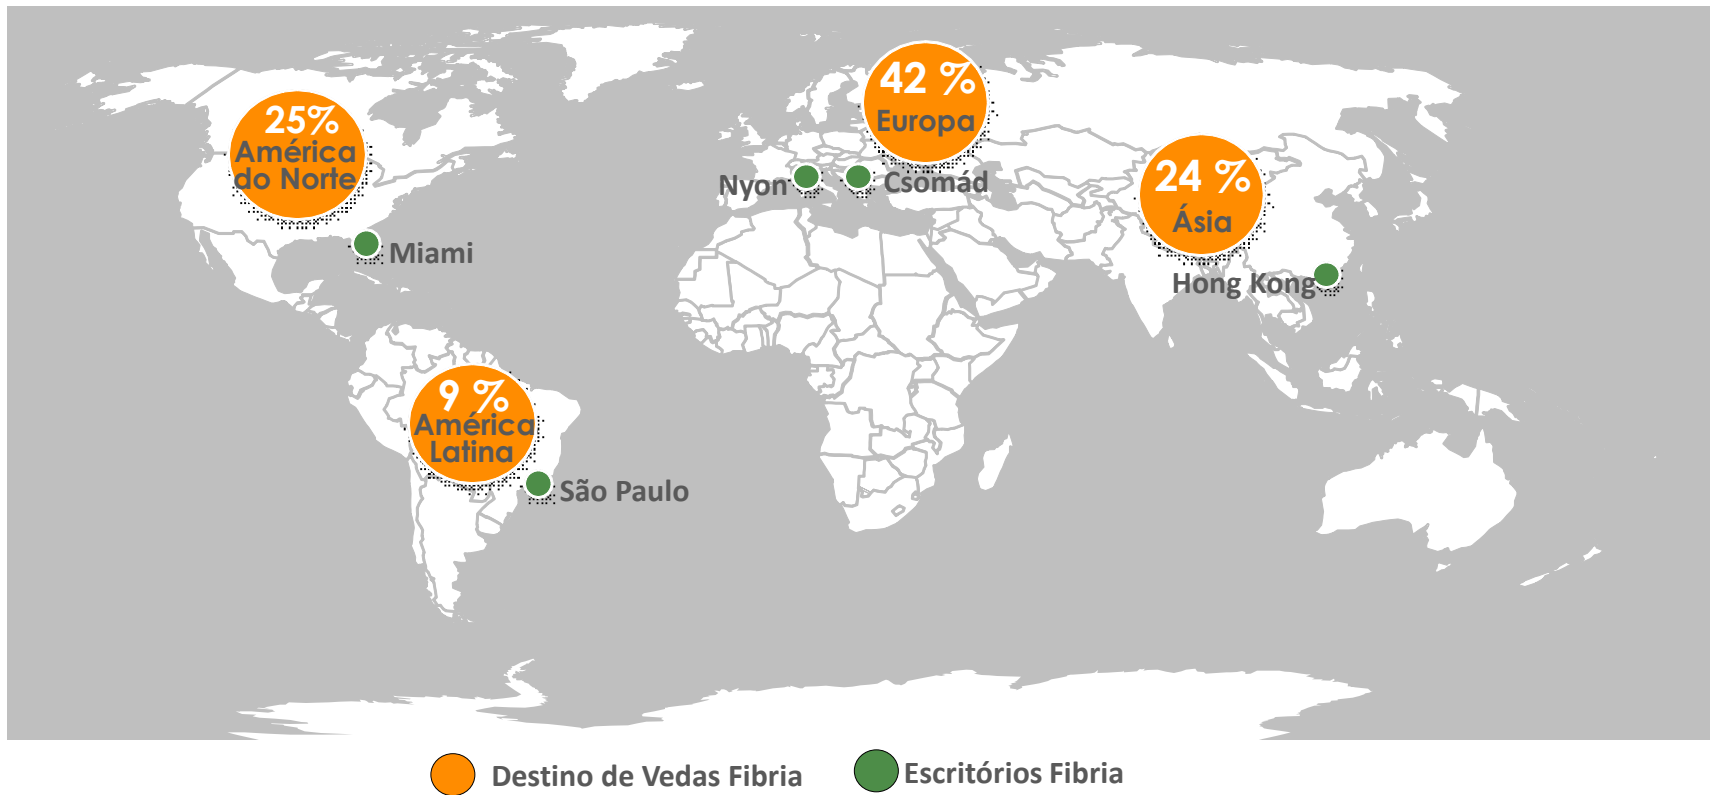 42 %
Europa
25%
América
do Norte
24 %
Ásia
Nyon
Csomád
Miami
Hong Kong
9 %
América
Latina
São Paulo
Destino de Vedas Fibria
Escritórios Fibria